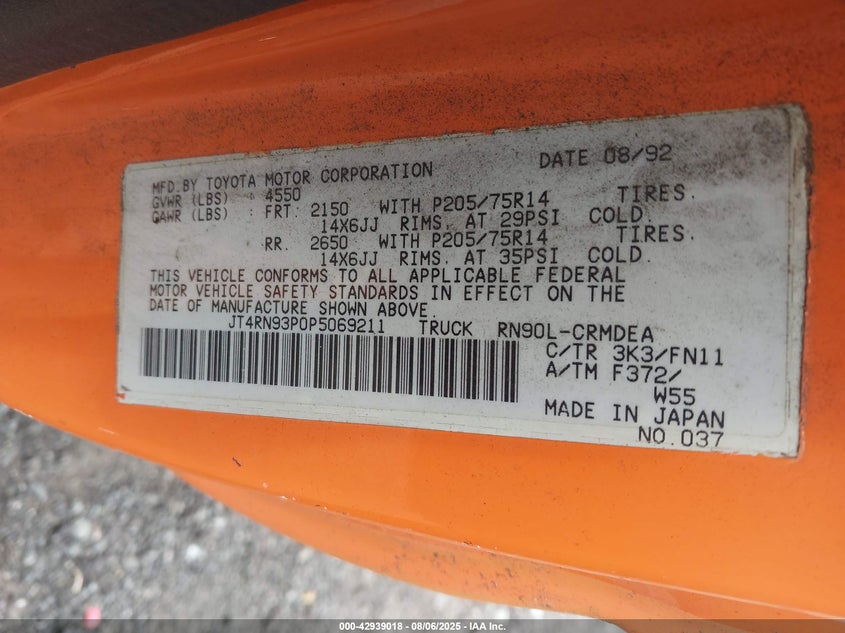 MFD.BY TOYOTA MOTOR CORPORATION DATE 08/92
GVWR (LBS) : 4550
GAWR (LBS) : FRT. 2150 WITH P205/75R14 TIRES.
14X6JJ RIMS. AT 29PSI COLD.
RR. 2650 WITH P205/75R14 TIRES.
14X6JJ RIMS. AT 35PSI COLD.
THIS VEHICLE CONFORMS TO ALL APPLICABLE FEDERAL
MOTOR VEHICLE SAFETY STANDARDS IN EFFECT ON THE
DATE OF MANUFACTURE SHOWN ABOVE.
JT4RN93P0P5069211 TRUCK RN90L-CRMDEA
C/TR 3K3/FN11
A/TM F372/
W55
MADE IN JAPAN
NO.037
000-42939018 - 08/06/2025 - IAA Inc.